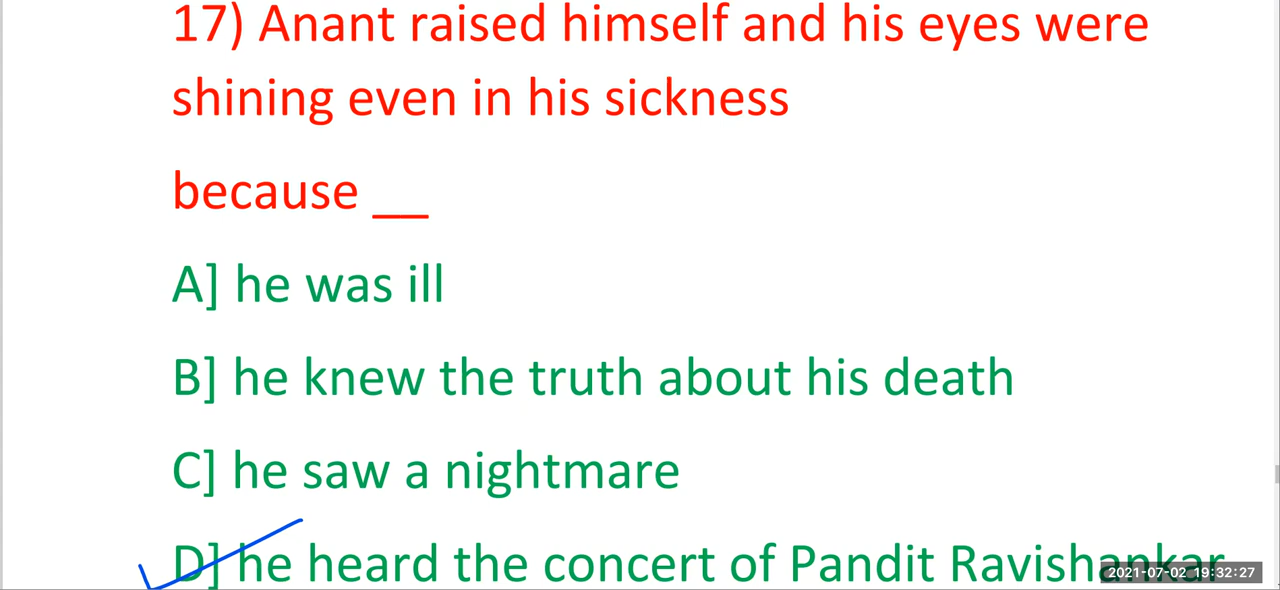 17) Anant raised himself and his eyes were
shining even in his sickness
because __
A] he was ill
B] he knew the truth about his death
C] he saw a nightmare
D] he heard the concert of Pandit Ravishankar
2021-07-02 19:32:27